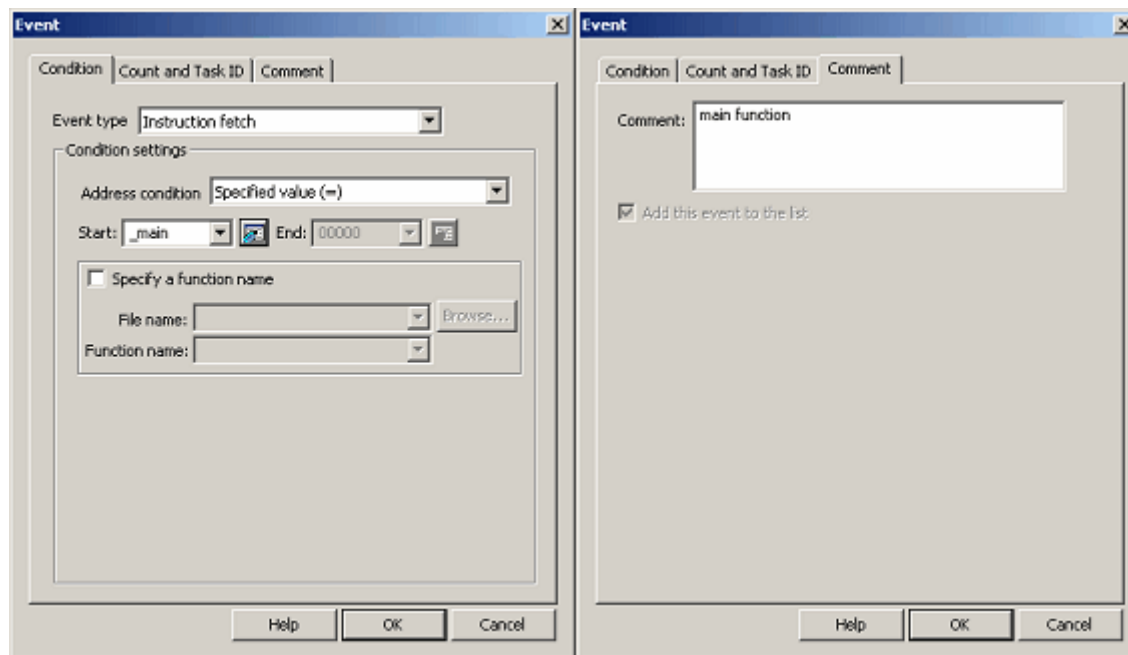 Event
Condition Count and Task ID Comment
Event type Instruction fetch
Condition settings
Address condition Specified value (=)
Start: _main End: 00000
Specify a function name
File name: Browse...
Function name:
Help OK Cancel
Event
Condition Count and Task ID Comment
Comment: main function
Add this event to the list
Help OK Cancel